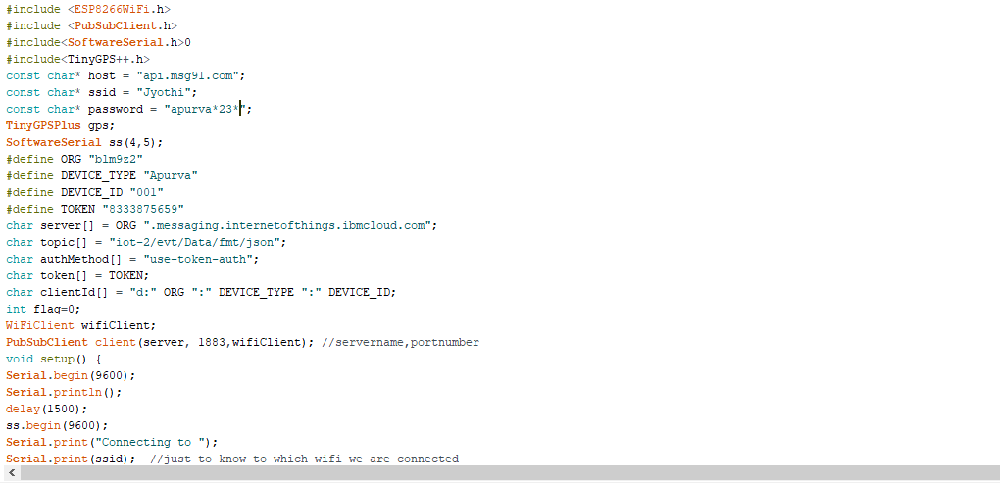 #include <ESP8266WiFi.h>
#include <PubSubClient.h>
#include<SoftwareSerial.h>0
#include<TinyGPS++.h>
const char* host = "api.msg91.com";
const char* ssid = "Jyothi";
const char* password = "apurva*23*";
TinyGPSPlus gps;
SoftwareSerial ss(4,5);
#define ORG "blm9z2"
#define DEVICE_TYPE "Apurva"
#define DEVICE_ID "001"
#define TOKEN "8333875659"
char server[] = ORG ".messaging.internetofthings.ibmcloud.com";
char topic[] = "iot-2/evt/Data/fmt/json";
char authMethod[] = "use-token-auth";
char token[] = TOKEN;
char clientId[] = "d:" ORG ":" DEVICE_TYPE ":" DEVICE_ID;
int flag=0;
WiFiClient wifiClient;
PubSubClient client(server, 1883,wifiClient); //servername,portnumber
void setup() {
Serial.begin(9600);
Serial.println();
delay(1500);
ss.begin(9600);
Serial.print("Connecting to ");
Serial.print(ssid);  //just to know to which wifi we are connected